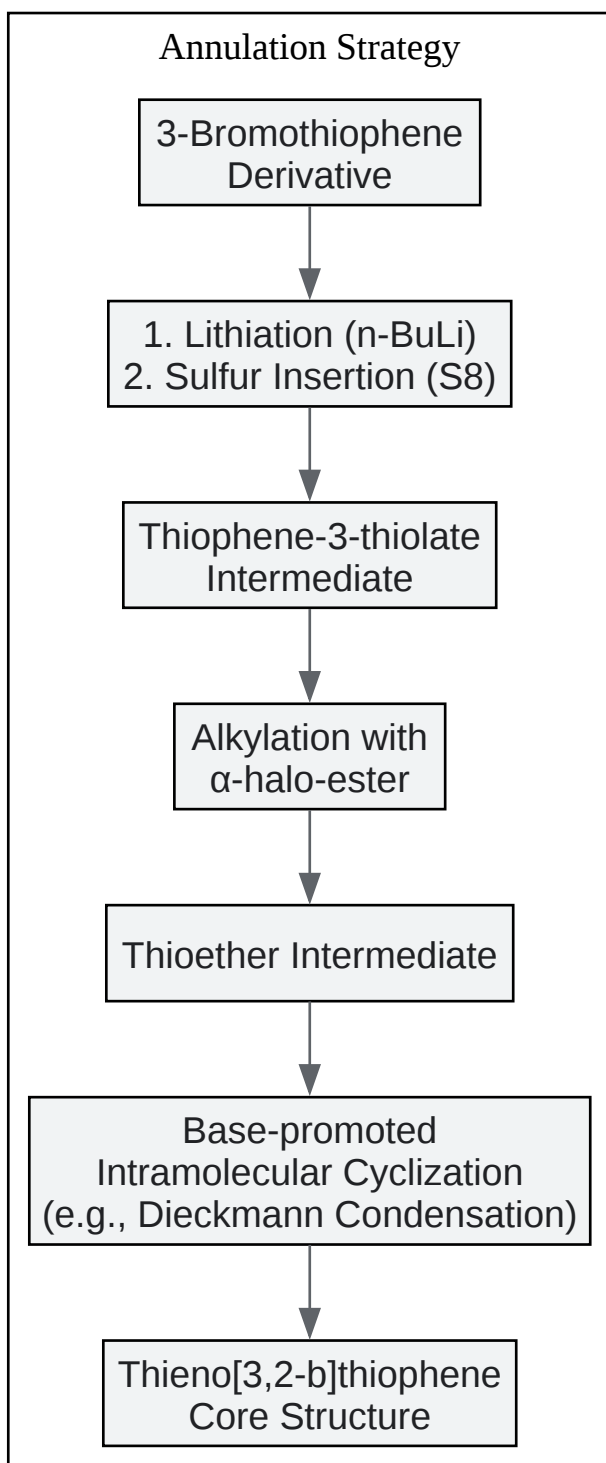 Annulation Strategy
3-Bromothiophene
Derivative
1. Lithiation (n-BuLi)
2. Sulfur Insertion (S8)
Thiophene-3-thiolate
Intermediate
Alkylation with
α-halo-ester
Thioether Intermediate
Base-promoted
Intramolecular Cyclization
(e.g., Dieckmann Condensation)
Thieno[3,2-b]thiophene
Core Structure